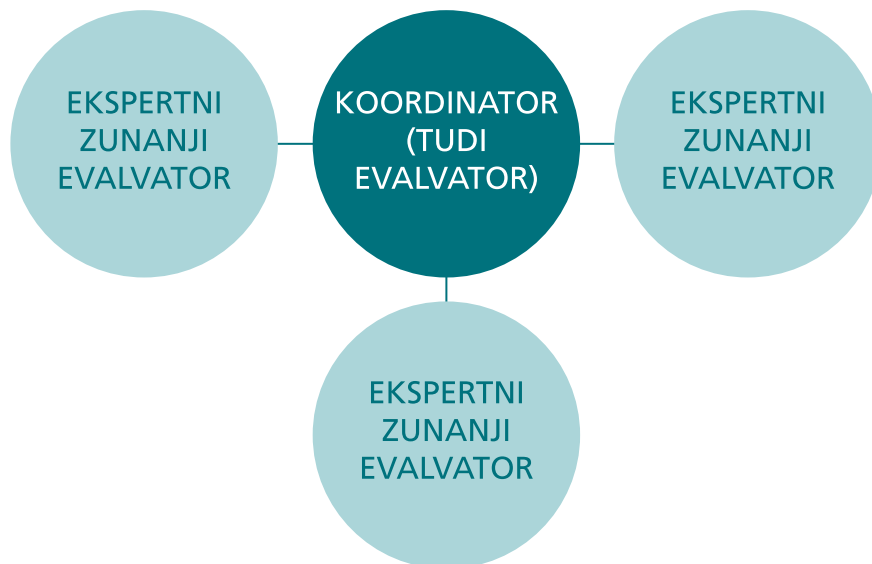 EKSPERTNI
ZUNANJI
EVALVATOR
KOORDINATOR
(TUDI
EVALVATOR)
EKSPERTNI
ZUNANJI
EVALVATOR
EKSPERTNI
ZUNANJI
EVALVATOR